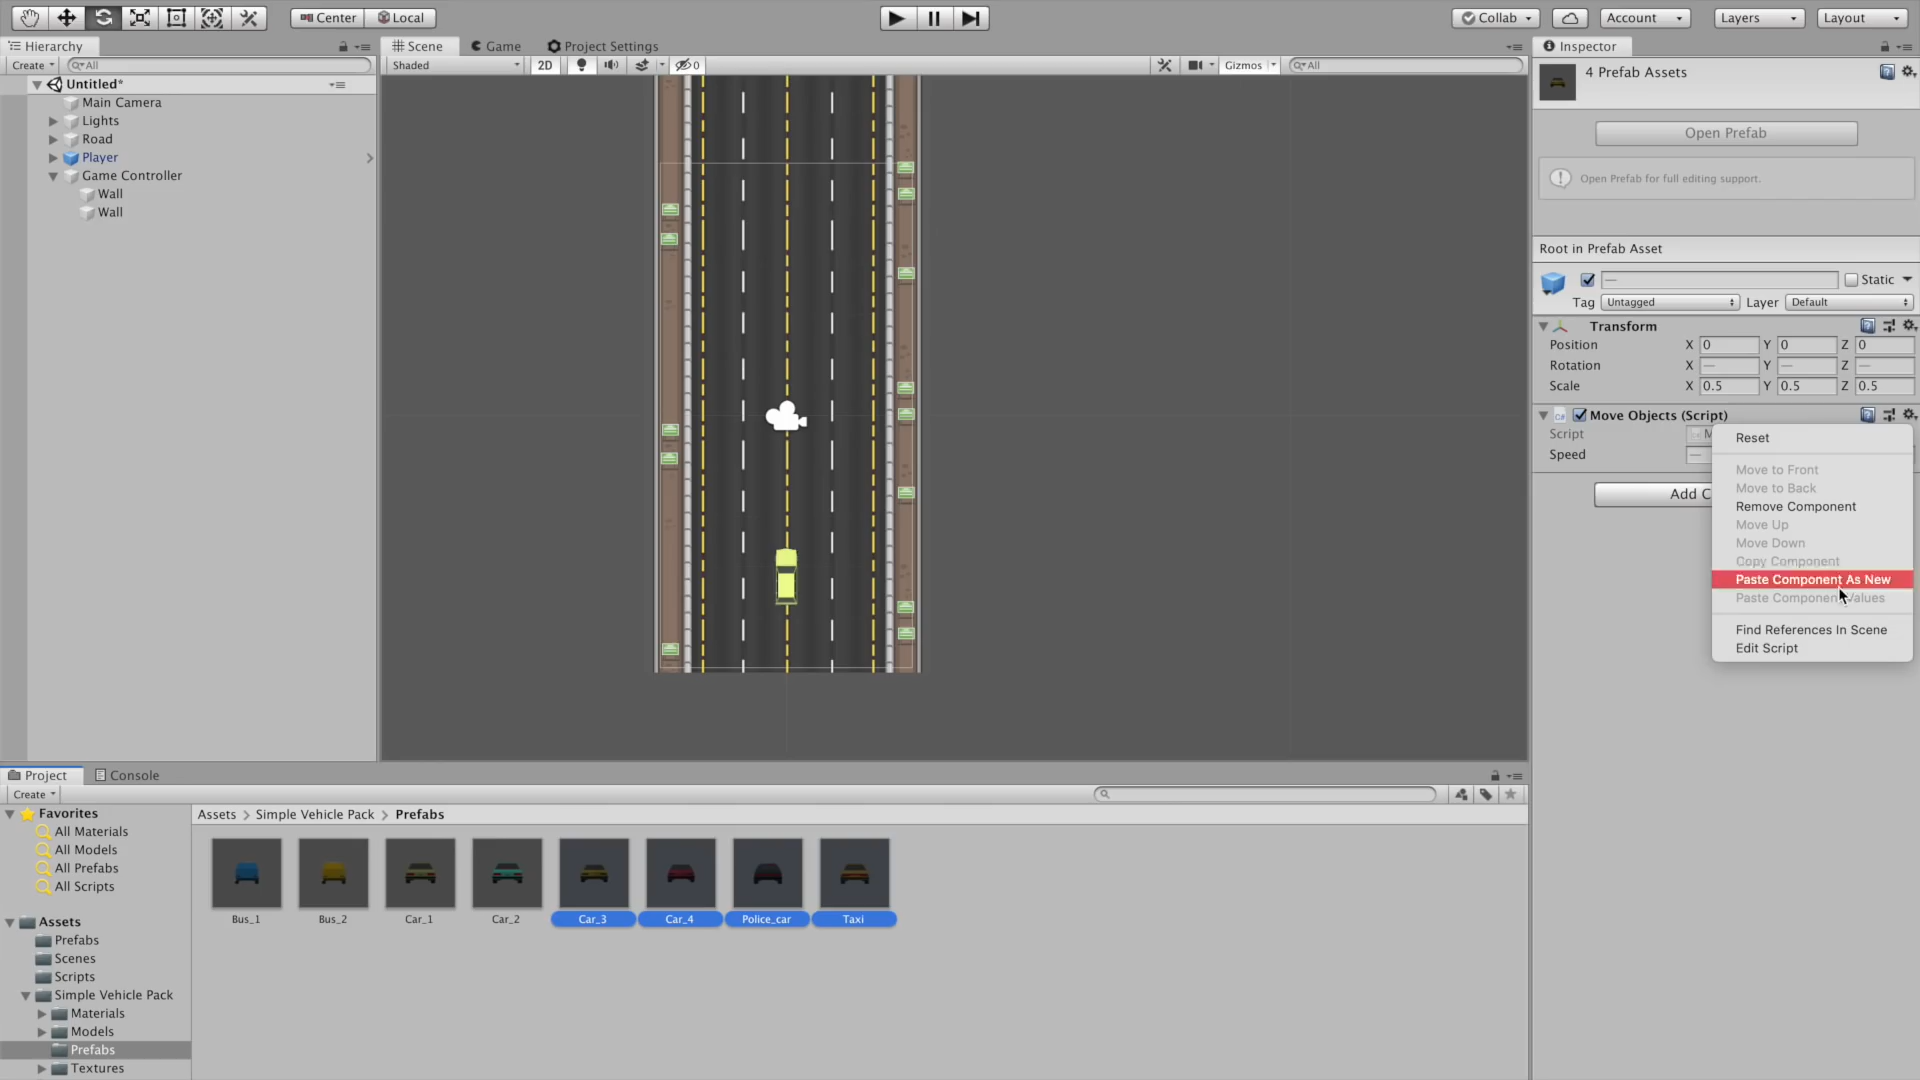 Center
Local
Collab
Account
Layers
Layout
Hierarchy
Scene
Game
Project Settings
Inspector
Create
All
Shaded
2D
0
Gizmos
All
Untitled*
Main Camera
Lights
Road
Player
Game Controller
Wall
Wall
4 Prefab Assets
Open Prefab
Open Prefab for full editing support.
Root in Prefab Asset
—
Static
Tag
Untagged
Layer
Default
Transform
Position
X 0 Y 0 Z 0
Rotation
X — Y — Z —
Scale
X 0.5 Y 0.5 Z 0.5
Move Objects (Script)
Script
Speed
—
Reset
Move to Front
Move to Back
Remove Component
Move Up
Move Down
Copy Component
Paste Component As New
Paste Component Values
Find References In Scene
Edit Script
Project
Console
Create
Favorites
All Materials
All Models
All Prefabs
All Scripts
Assets
Prefabs
Scenes
Scripts
Simple Vehicle Pack
Materials
Models
Prefabs
Textures
Assets > Simple Vehicle Pack > Prefabs
Bus_1
Bus_2
Car_1
Car_2
Car_3
Car_4
Police_car
Taxi